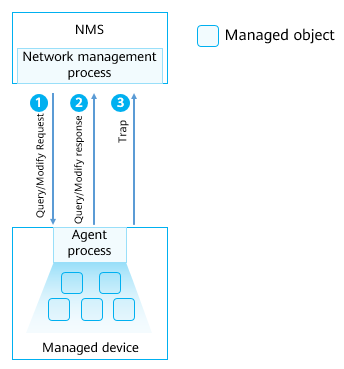 NMS
Managed object
Network management
process
1
2
3
Query/Modify Request
Query/Modify response
Trap
Agent
process
Managed device